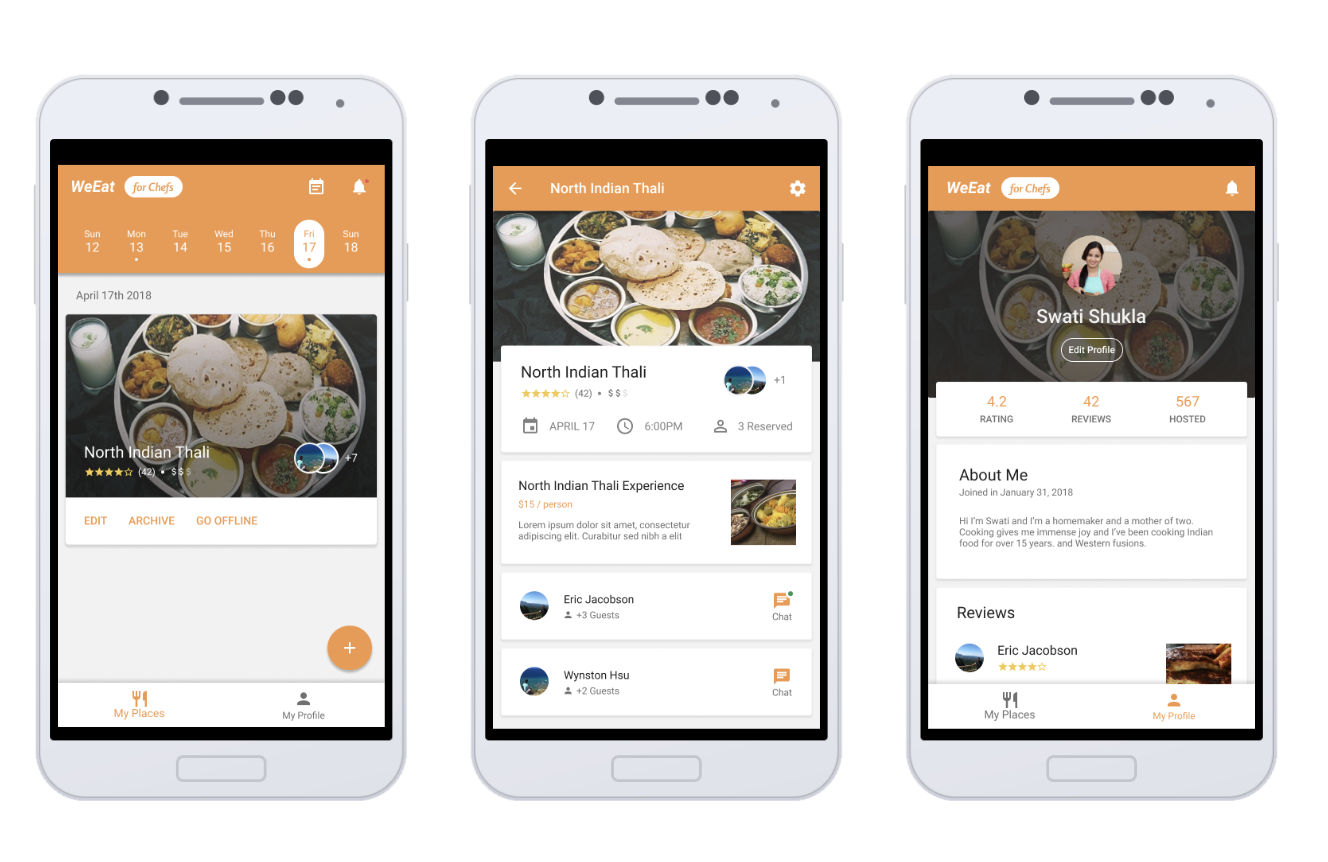 WeEat for Chefs
Sun Mon Tue Wed Thu Fri Sun
12 13 14 15 16 17 18
April 17th 2018
North Indian Thali
(42) • $$$
+7
EDIT ARCHIVE GO OFFLINE
+
My Places My Profile
North Indian Thali
North Indian Thali
(42) • $$$
+1
APRIL 17 6:00PM 3 Reserved
North Indian Thali Experience
$15 / person
Lorem ipsum dolor sit amet, consectetur
adipiscing elit. Curabitur sed nibh a elit
Eric Jacobson
+3 Guests
Chat
Wynston Hsu
+2 Guests
Chat
WeEat for Chefs
Swati Shukla
Edit Profile
4.2 42 567
RATING REVIEWS HOSTED
About Me
Joined in January 31, 2018
Hi I'm Swati and I'm a homemaker and a mother of two.
Cooking gives me immense joy and I've been cooking Indian
food for over 15 years. and Western fusions.
Reviews
Eric Jacobson
My Places My Profile